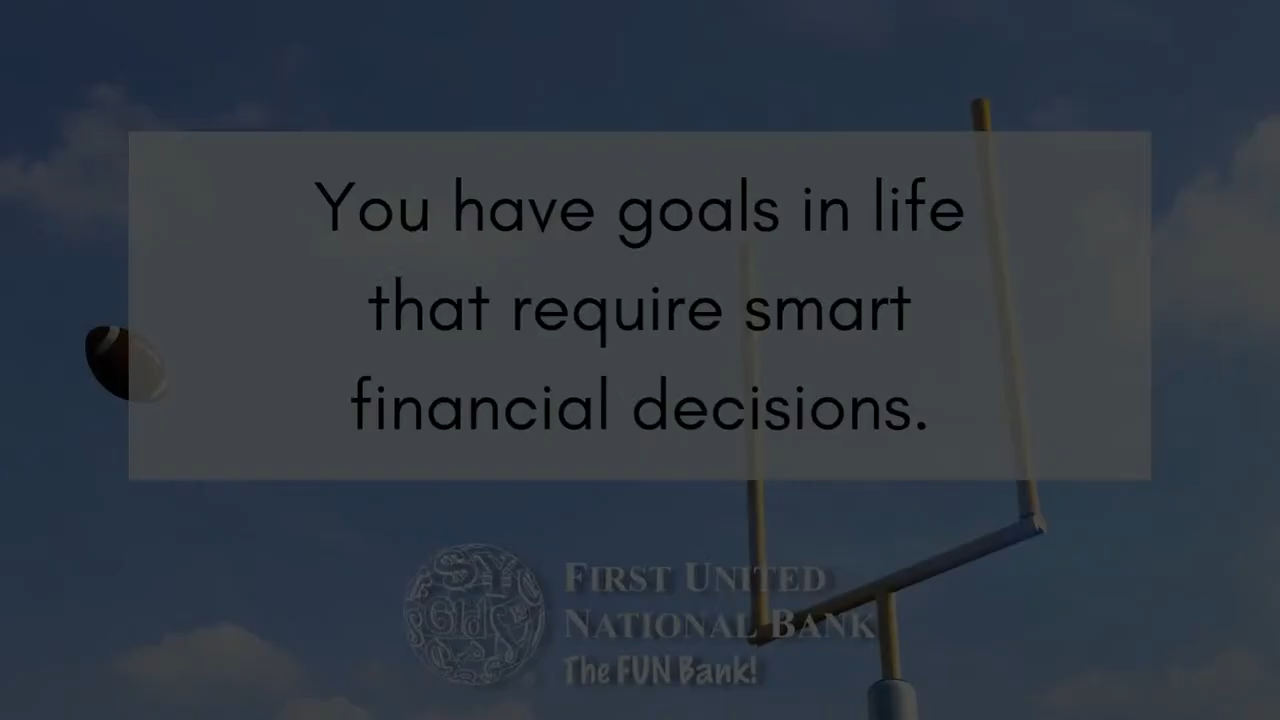 You have goals in life
that require smart
financial decisions.
FIRST UNITED
NATIONAL BANK
The FUN Bank!